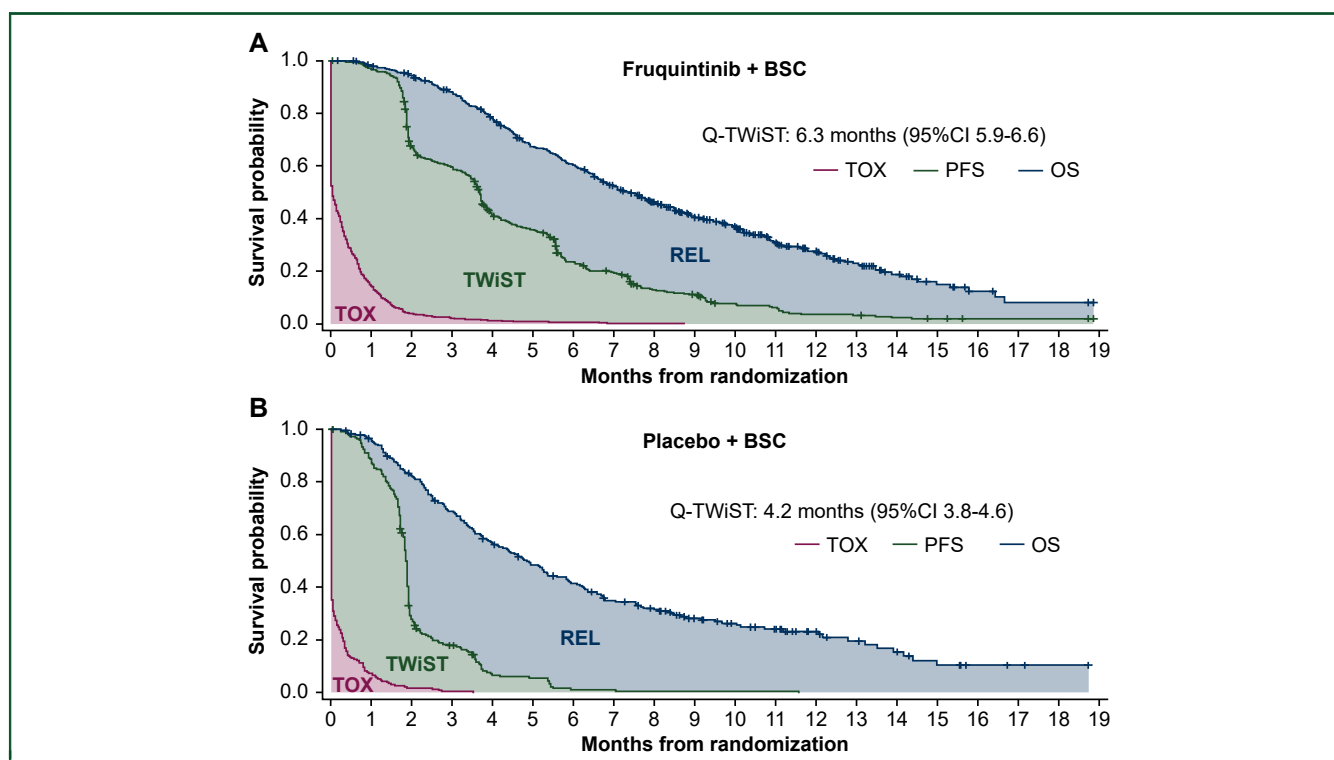 A
Fruquintinib + BSC
Q-TWiST: 6.3 months (95%CI 5.9-6.6)
TOX PFS OS
Survival probability
1.0
0.8
0.6
0.4
0.2
0.0
REL
TWiST
TOX
0 1 2 3 4 5 6 7 8 9 10 11 12 13 14 15 16 17 18 19
Months from randomization
B
Placebo + BSC
Q-TWiST: 4.2 months (95%CI 3.8-4.6)
TOX PFS OS
Survival probability
1.0
0.8
0.6
0.4
0.2
0.0
REL
TWiST
TOX
0 1 2 3 4 5 6 7 8 9 10 11 12 13 14 15 16 17 18 19
Months from randomization